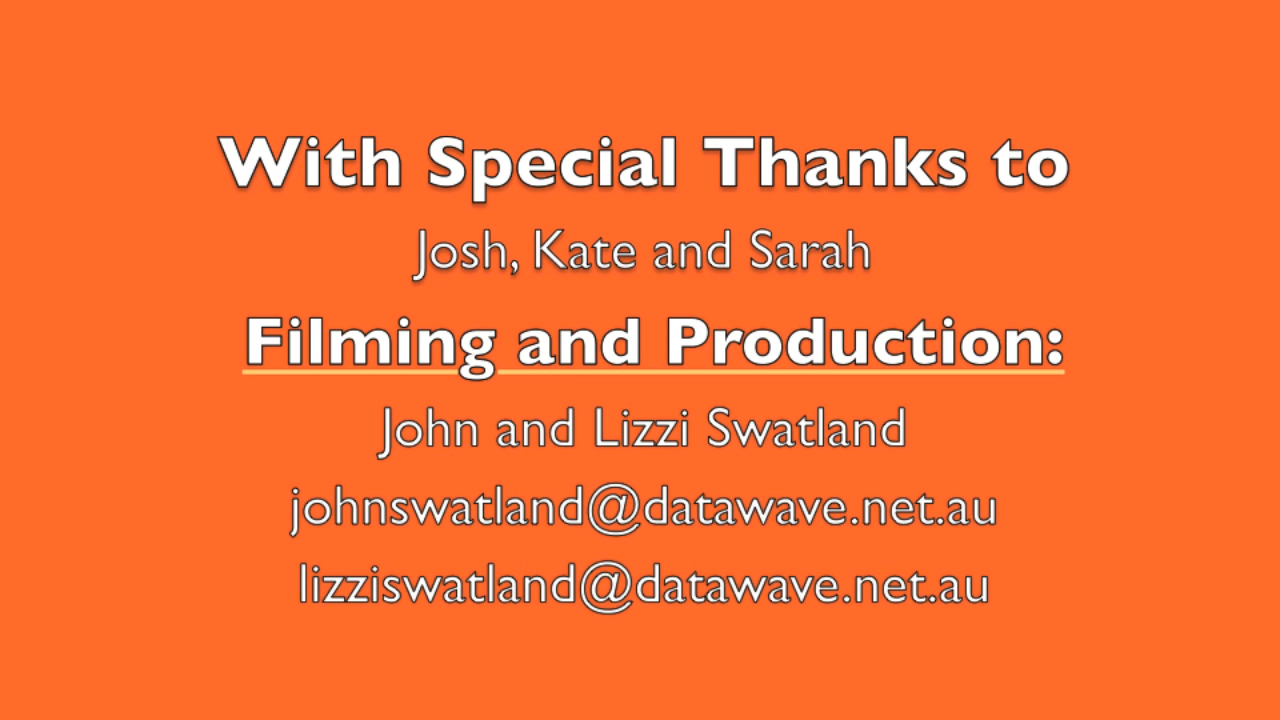 With Special Thanks to
Josh, Kate and Sarah
Filming and Production:
John and Lizzi Swatland
johnswatland@datawave.net.au
lizziswatland@datawave.net.au